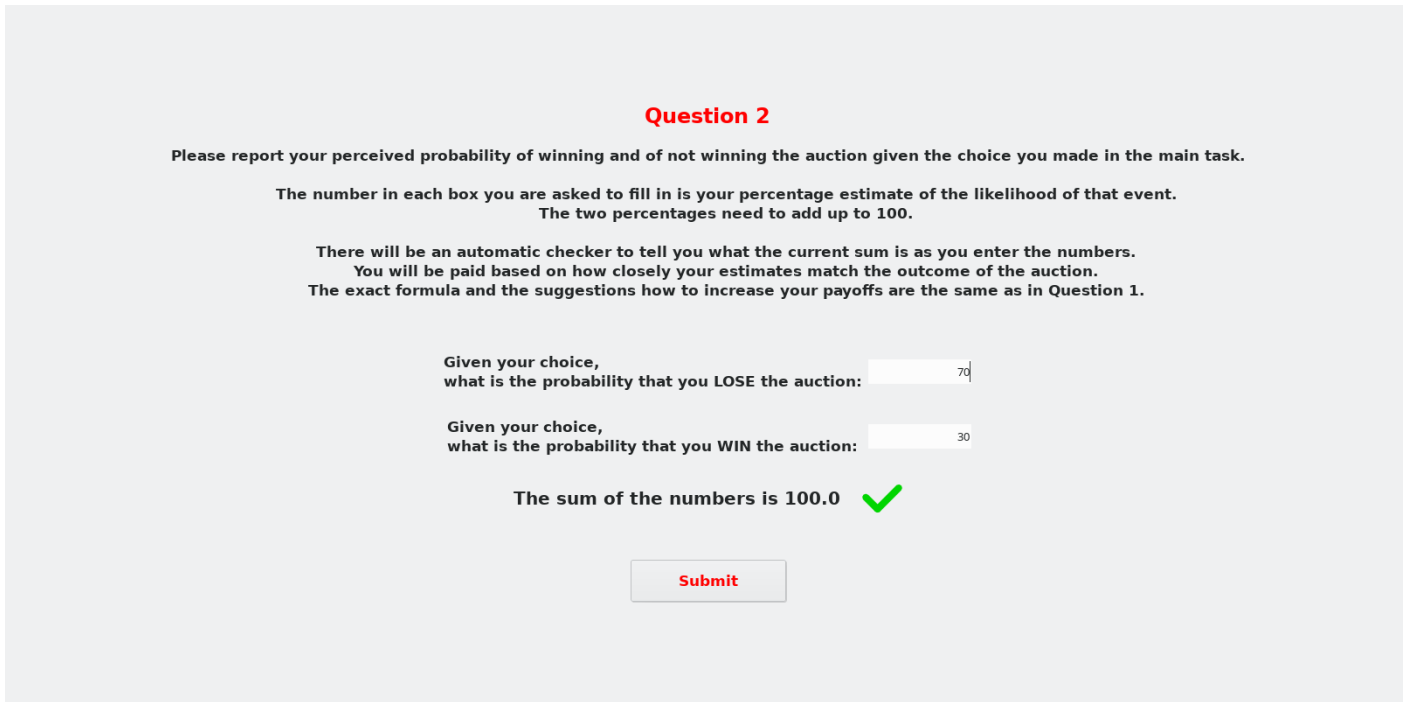 Question 2
Please report your perceived probability of winning and of not winning the auction given the choice you made in the main task.
The number in each box you are asked to fill in is your percentage estimate of the likelihood of that event.
The two percentages need to add up to 100.
There will be an automatic checker to tell you what the current sum is as you enter the numbers.
You will be paid based on how closely your estimates match the outcome of the auction.
The exact formula and the suggestions how to increase your payoffs are the same as in Question 1.
Given your choice,
what is the probability that you LOSE the auction: 70
Given your choice,
what is the probability that you WIN the auction: 30
The sum of the numbers is 100.0
Submit